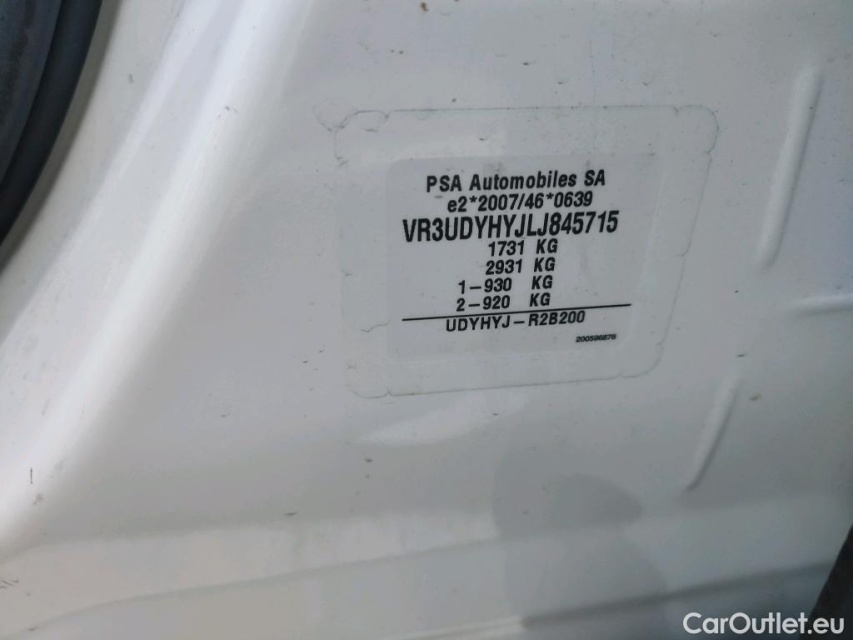 PSA Automobiles SA
e2*2007/46*0639
VR3UDYHYJLJ845715
1731 KG
2931 KG
1-930 KG
2-920 KG
UDYHYJ-R2B200
200596876
CarOutlet.eu